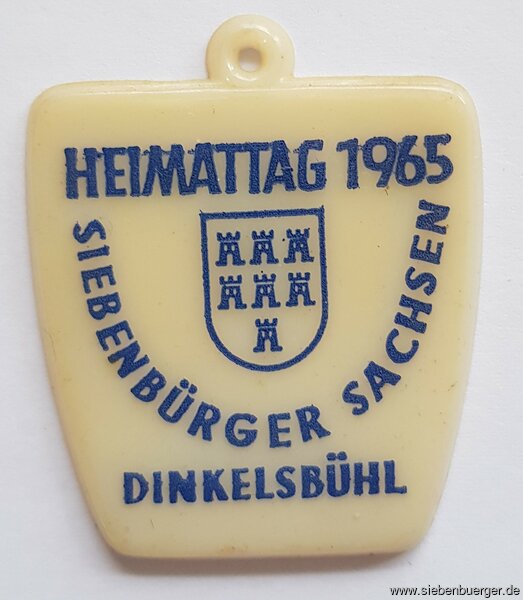 HEIMATTAG 1965
SIEBENBÜRGER SACHSEN
DINKELSBÜHL
www.siebenbuerger.de